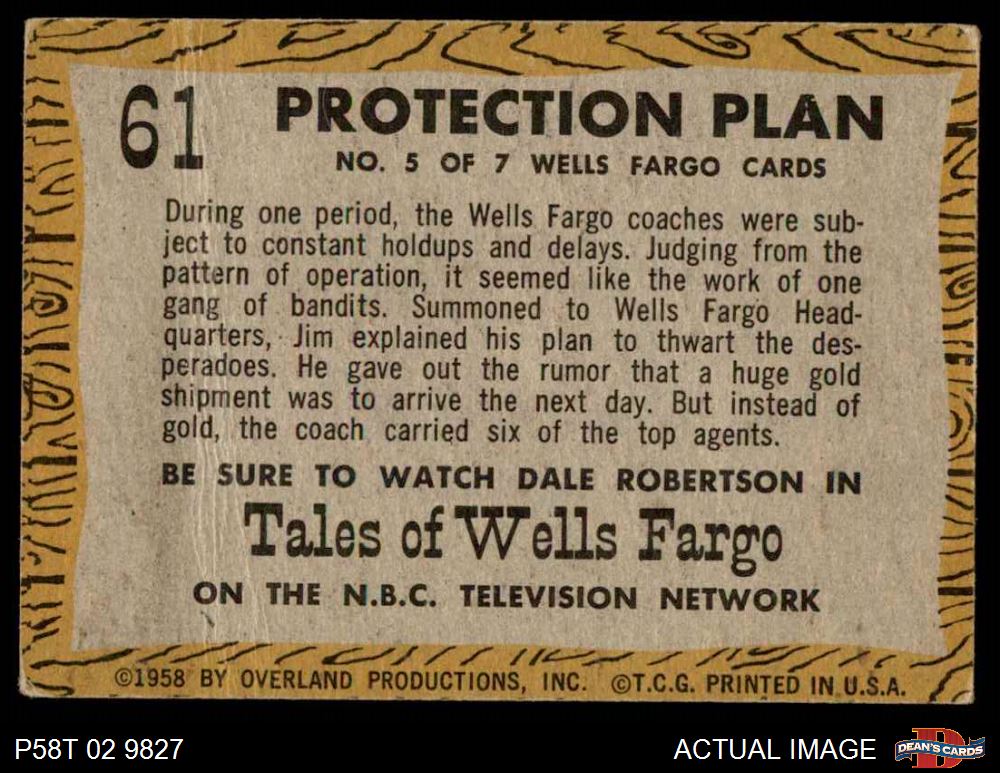 61
PROTECTION PLAN
NO. 5 OF 7 WELLS FARGO CARDS
During one period, the Wells Fargo coaches were sub-
ject to constant holdups and delays. Judging from the
pattern of operation, it seemed like the work of one
gang of bandits. Summoned to Wells Fargo Head-
quarters, Jim explained his plan to thwart the des-
peradoes. He gave out the rumor that a huge gold
shipment was to arrive the next day. But instead of
gold, the coach carried six of the top agents.
BE SURE TO WATCH DALE ROBERTSON IN
Tales of Wells Fargo
ON THE N.B.C. TELEVISION NETWORK
©1958 BY OVERLAND PRODUCTIONS, INC. ©T.C.G. PRINTED IN U.S.A.
P58T 02 9827
ACTUAL IMAGE
D
DEAN'S CARDS